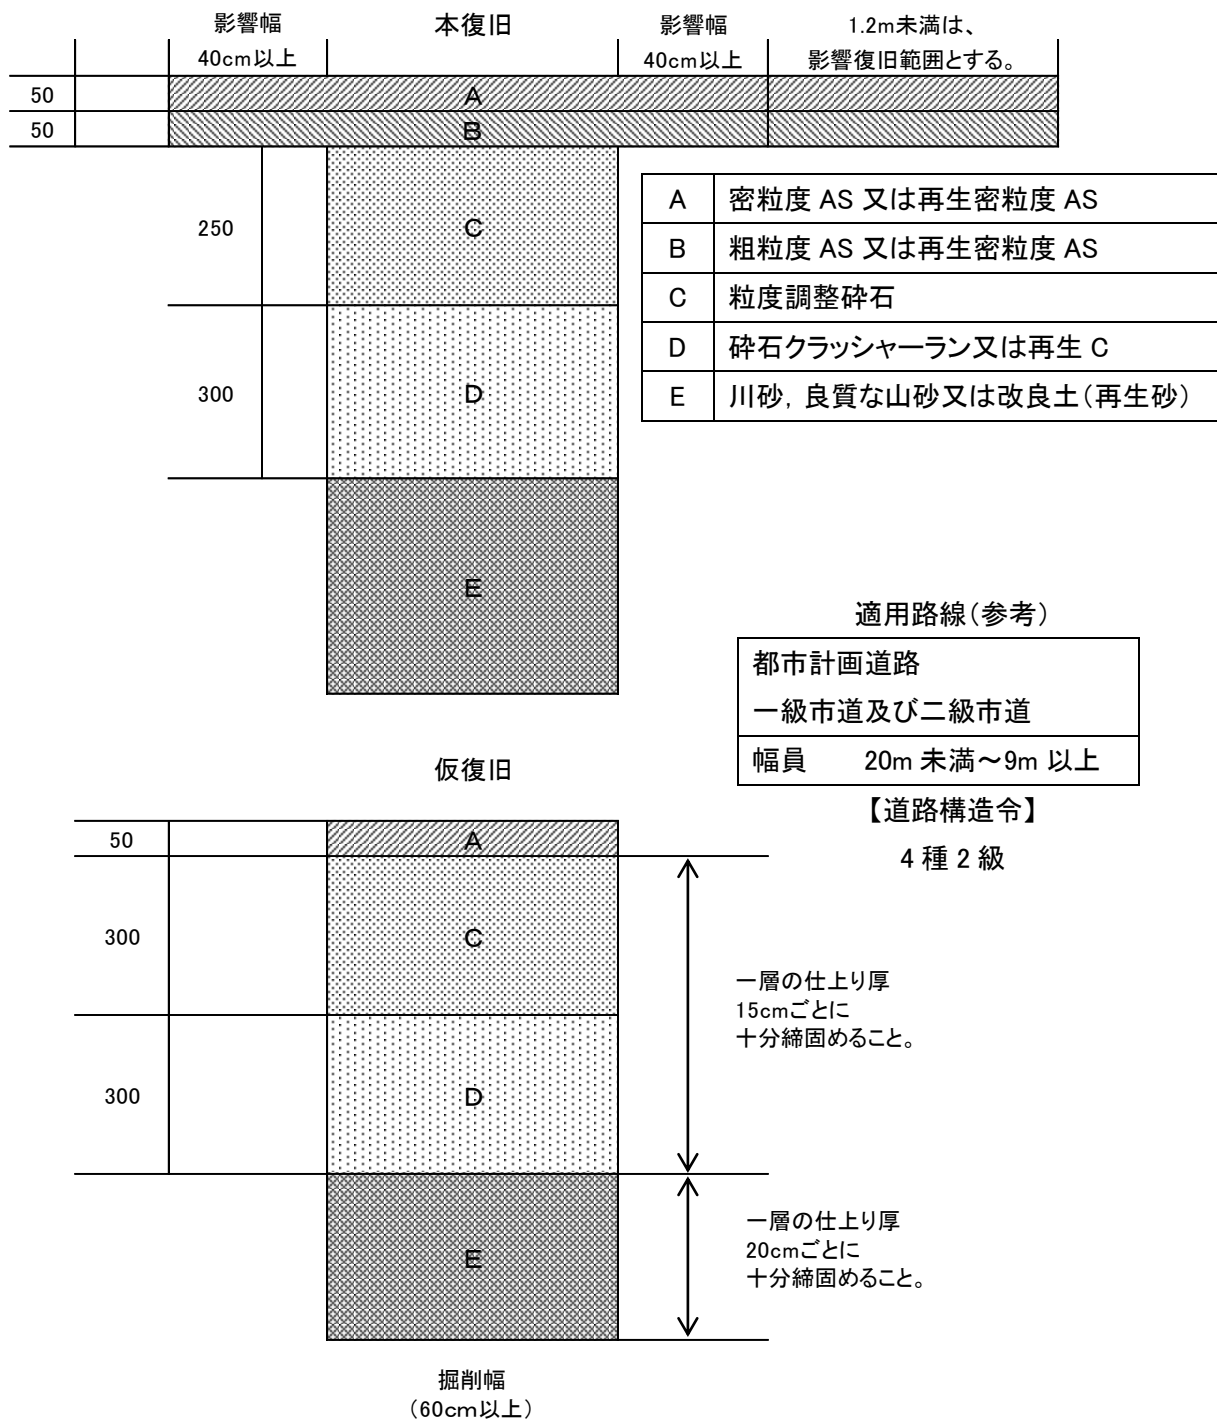 影響幅
40cm以上
本復旧
影響幅
40cm以上
1.2m未満は、
影響復旧範囲とする。
50
A
50
B
250
C
300
D
E
A 密粒度 AS 又は再生密粒度 AS
B 粗粒度 AS 又は再生密粒度 AS
C 粒度調整砕石
D 砕石クラッシャーラン又は再生 C
E 川砂，良質な山砂又は改良土（再生砂）
適用路線（参考）
都市計画道路
一級市道及び二級市道
幅員 20m 未満～9m 以上
【道路構造令】
4 種 2 級
仮復旧
50
A
300
C
300
D
E
一層の仕上り厚
15cmごとに
十分締固めること。
一層の仕上り厚
20cmごとに
十分締固めること。
掘削幅
（60cm以上）